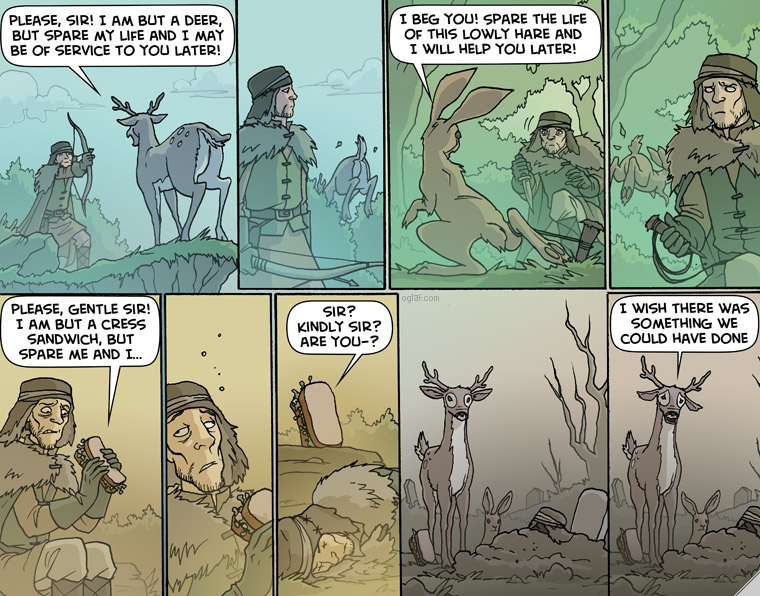 PLEASE, SIR! I AM BUT A DEER,
BUT SPARE MY LIFE AND I MAY
BE OF SERVICE TO YOU LATER!
I BEG YOU! SPARE THE LIFE
OF THIS LOWLY HARE AND
I WILL HELP YOU LATER!
PLEASE, GENTLE SIR!
I AM BUT A CRESS
SANDWICH, BUT
SPARE ME AND I...
SIR?
KINDLY SIR?
ARE YOU-?
oglaf.com
I WISH THERE WAS
SOMETHING WE
COULD HAVE DONE